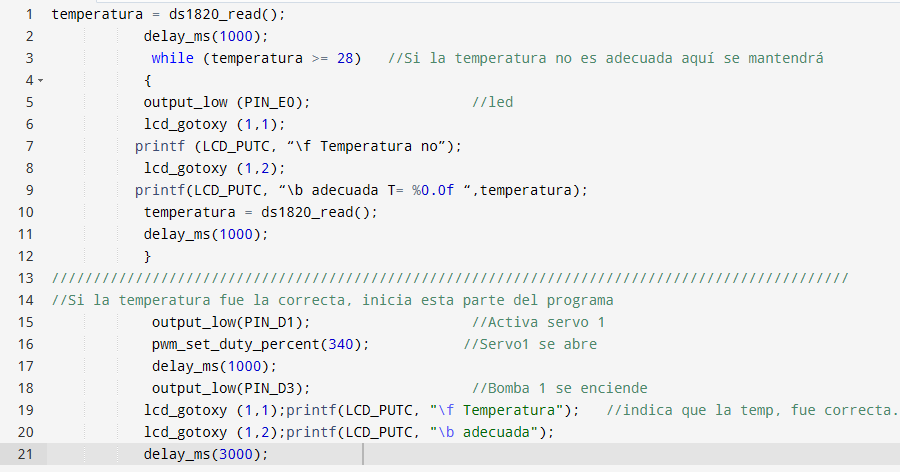 1 temperatura = ds1820_read();
2 delay_ms(1000);
3 while (temperatura >= 28) //Si la temperatura no es adecuada aquí se mantendrá
4 {
5 output_low (PIN_E0); //led
6 lcd_gotoxy (1,1);
7 printf (LCD_PUTC, “\f Temperatura no”);
8 lcd_gotoxy (1,2);
9 printf(LCD_PUTC, “\b adecuada T= %0.0f “,temperatura);
10 temperatura = ds1820_read();
11 delay_ms(1000);
12 }
13 ///////////////////////////////////////////////////////////////////////////////////////////////
14 //Si la temperatura fue la correcta, inicia esta parte del programa
15 output_low(PIN_D1); //Activa servo 1
16 pwm_set_duty_percent(340); //Servo1 se abre
17 delay_ms(1000);
18 output_low(PIN_D3); //Bomba 1 se enciende
19 lcd_gotoxy (1,1);printf(LCD_PUTC, "\f Temperatura"); //indica que la temp, fue correcta.
20 lcd_gotoxy (1,2);printf(LCD_PUTC, "\b adecuada");
21 delay_ms(3000);